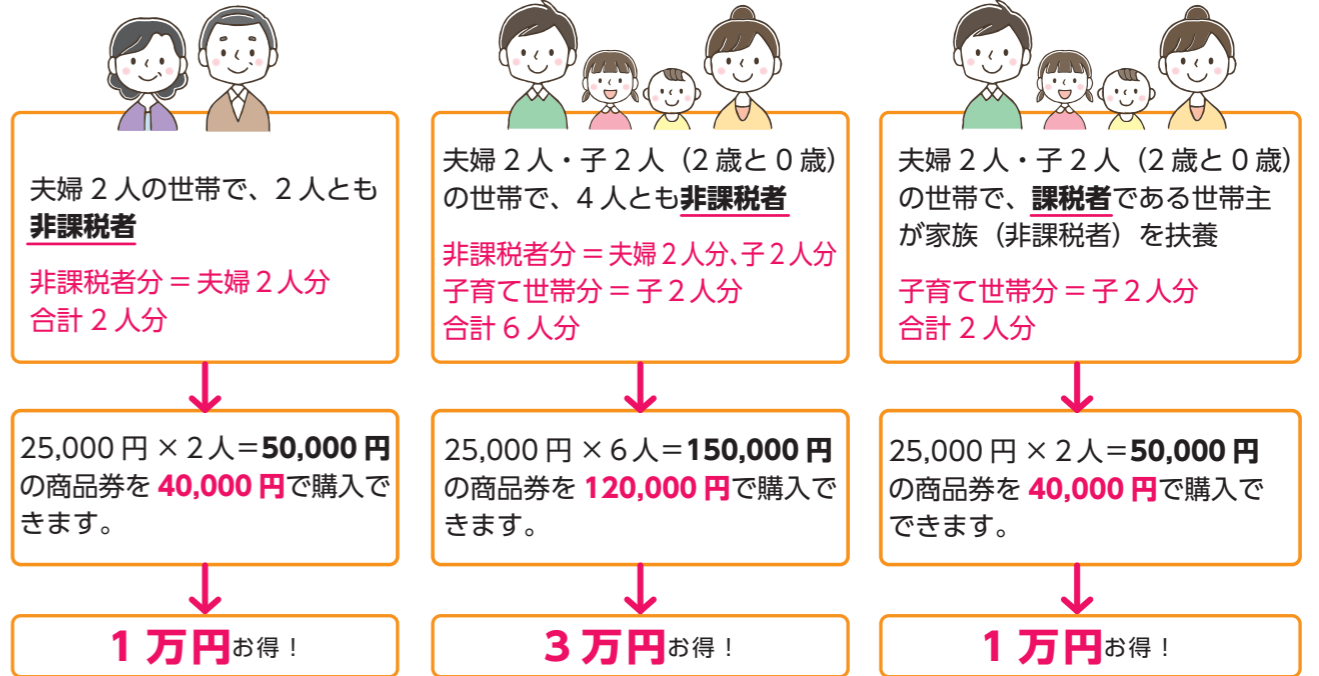 夫婦2人の世帯で、2人とも
非課税者
非課税者分＝夫婦2人分
合計2人分
25,000円×2人＝50,000円
の商品券を40,000円で購入で
きます。
1万円お得！
夫婦2人・子2人（2歳と0歳）
の世帯で、4人とも非課税者
非課税者分＝夫婦2人分、子2人分
子育て世帯分＝子2人分
合計6人分
25,000円×6人＝150,000円
の商品券を120,000円で購入で
きます。
3万円お得！
夫婦2人・子2人（2歳と0歳）
の世帯で、課税者である世帯主
が家族（非課税者）を扶養
子育て世帯分＝子2人分
合計2人分
25,000円×2人＝50,000円
の商品券を40,000円で購入で
できます。
1万円お得！